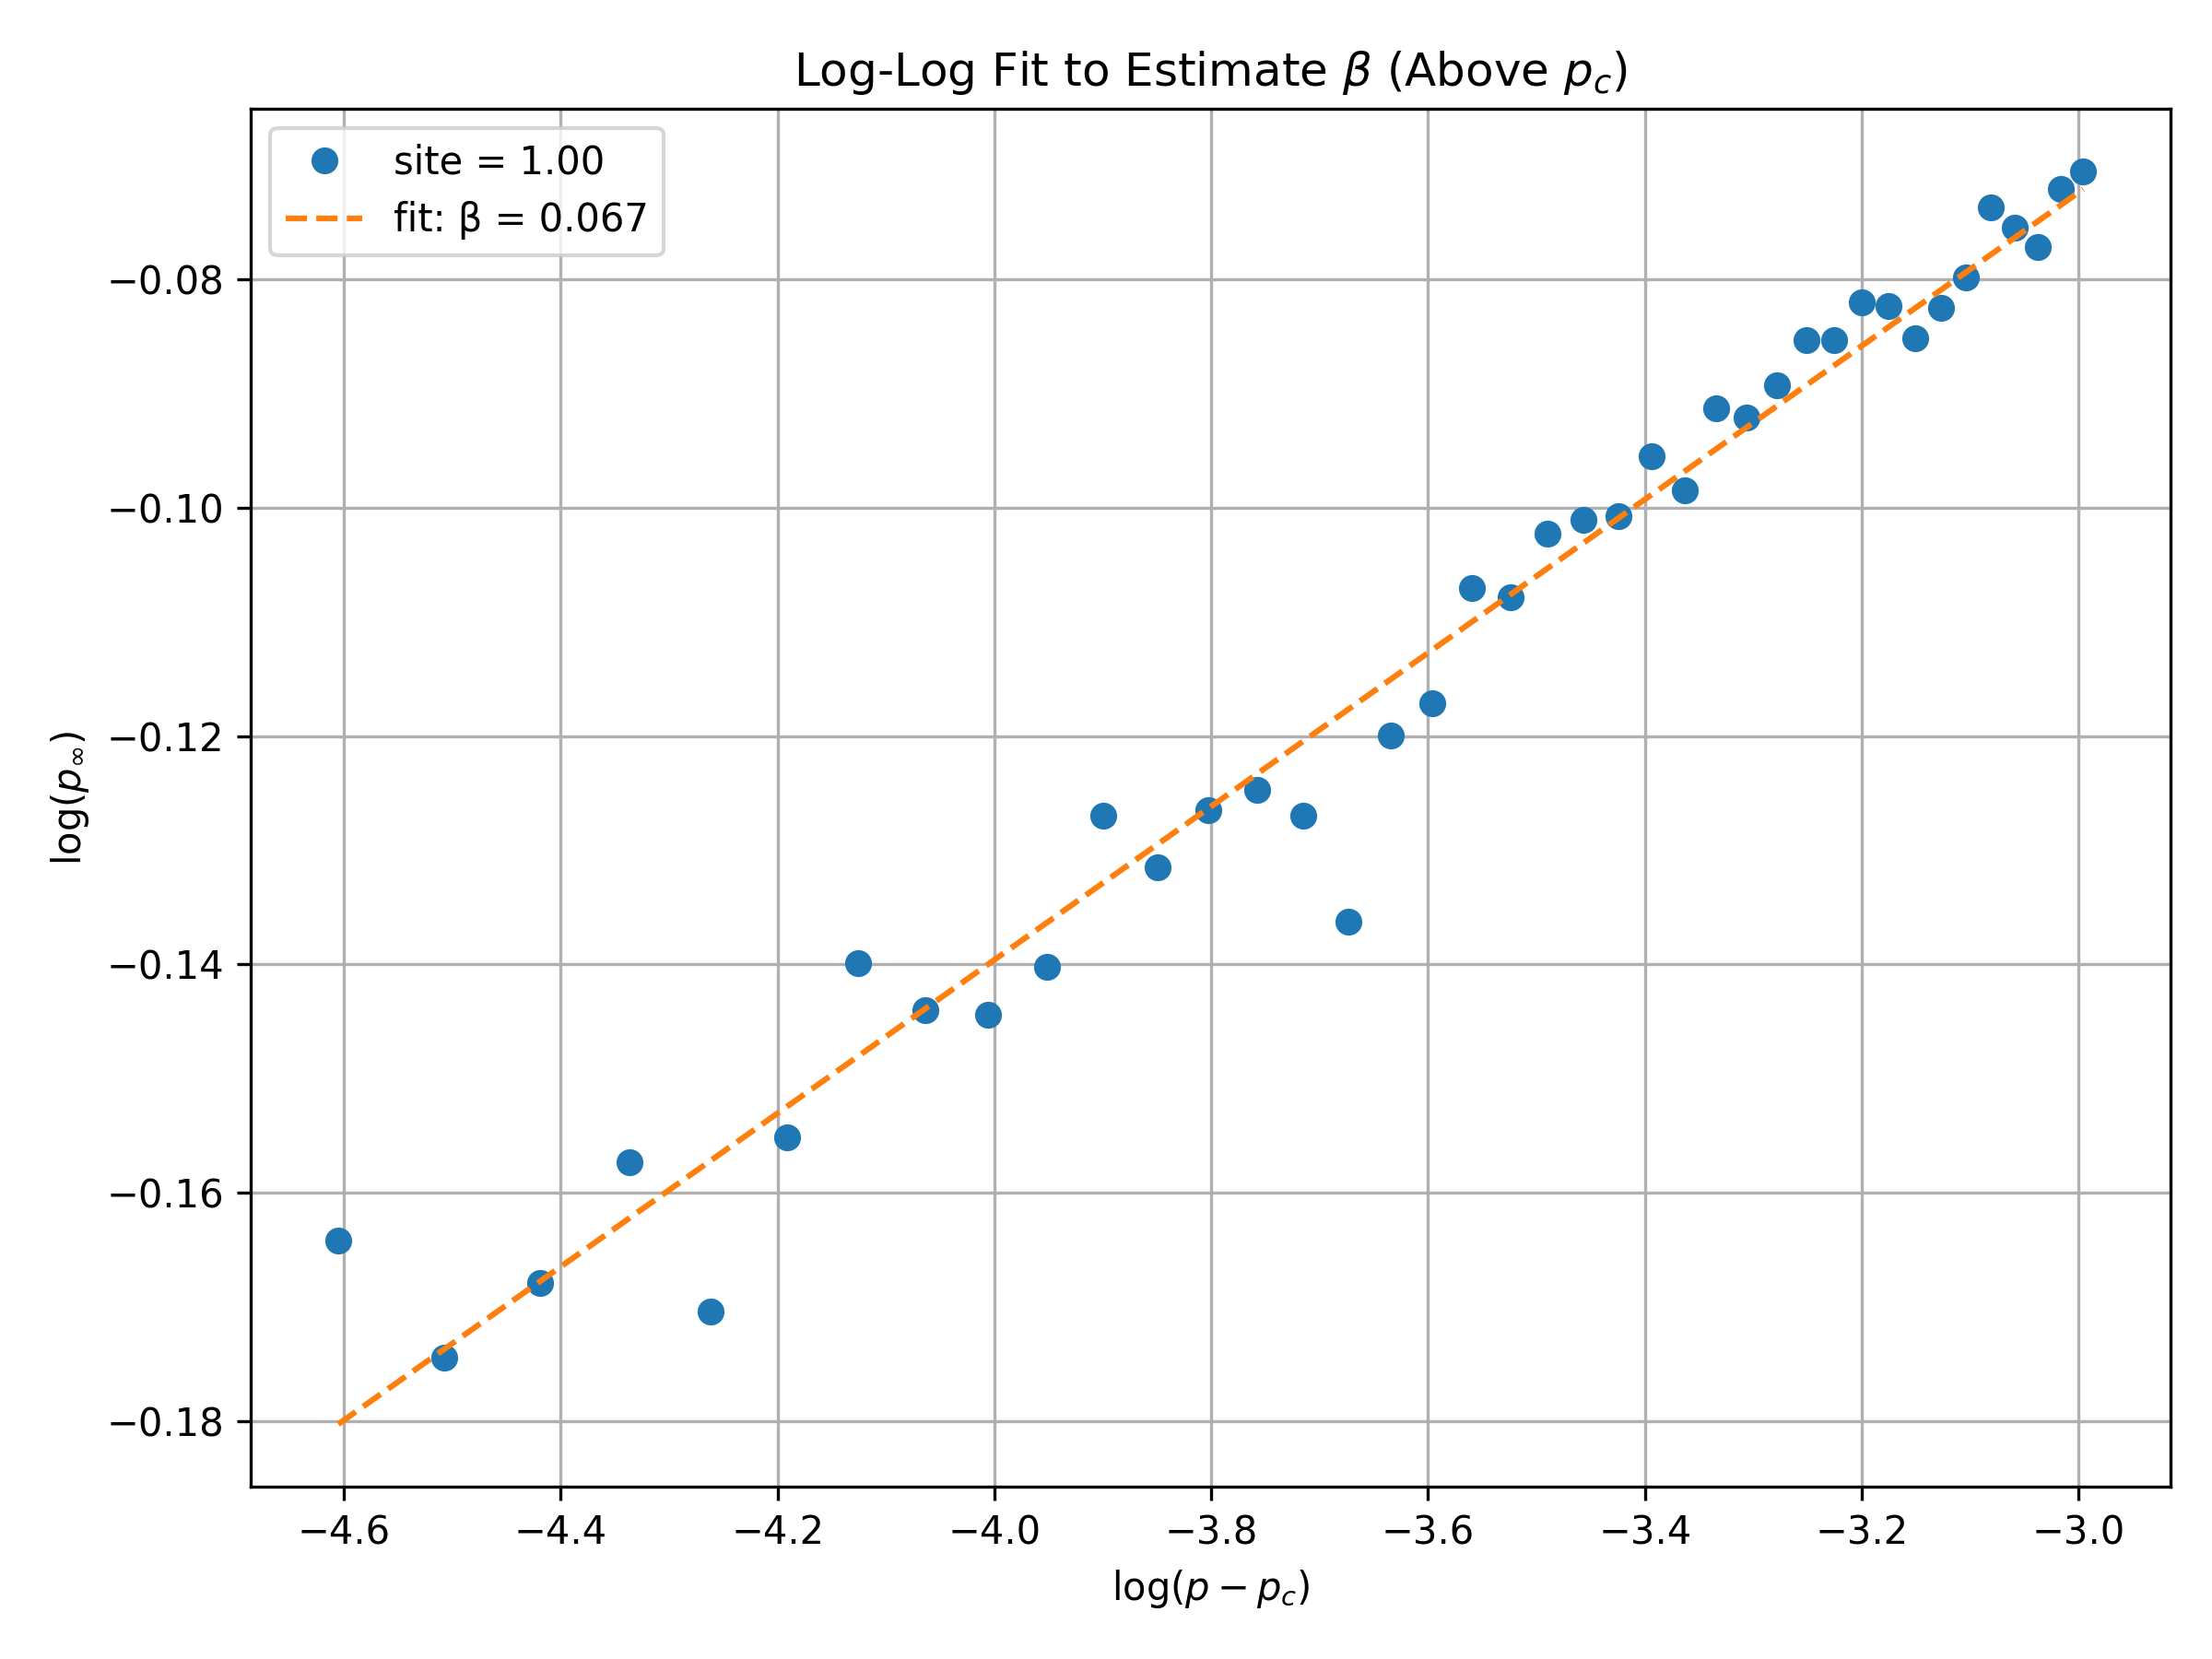 Log-Log Fit to Estimate β (Above p_c)
site = 1.00
fit: β = 0.067
−0.08
−0.10
−0.12
−0.14
−0.16
−0.18
log(p_∞)
−4.6 −4.4 −4.2 −4.0 −3.8 −3.6 −3.4 −3.2 −3.0
log(p − p_c)